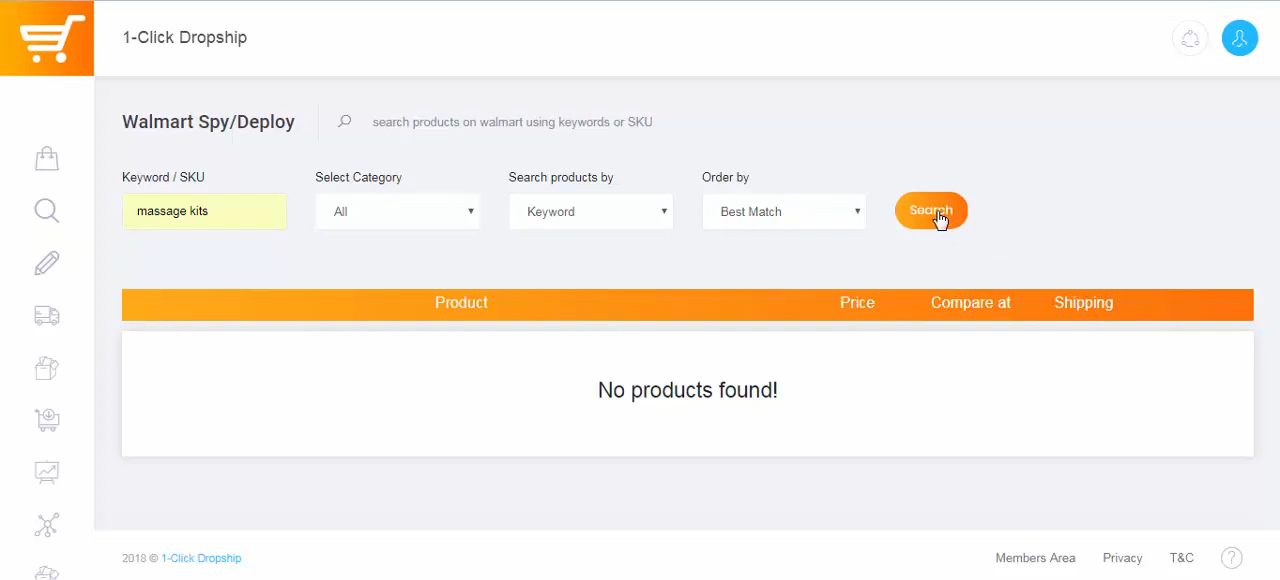 1-Click Dropship
Walmart Spy/Deploy
search products on walmart using keywords or SKU
Keyword / SKU
Select Category
Search products by
Order by
massage kits
All
Keyword
Best Match
Search
Product Price Compare at Shipping
No products found!
2018 © 1-Click Dropship
Members Area Privacy T&C ?